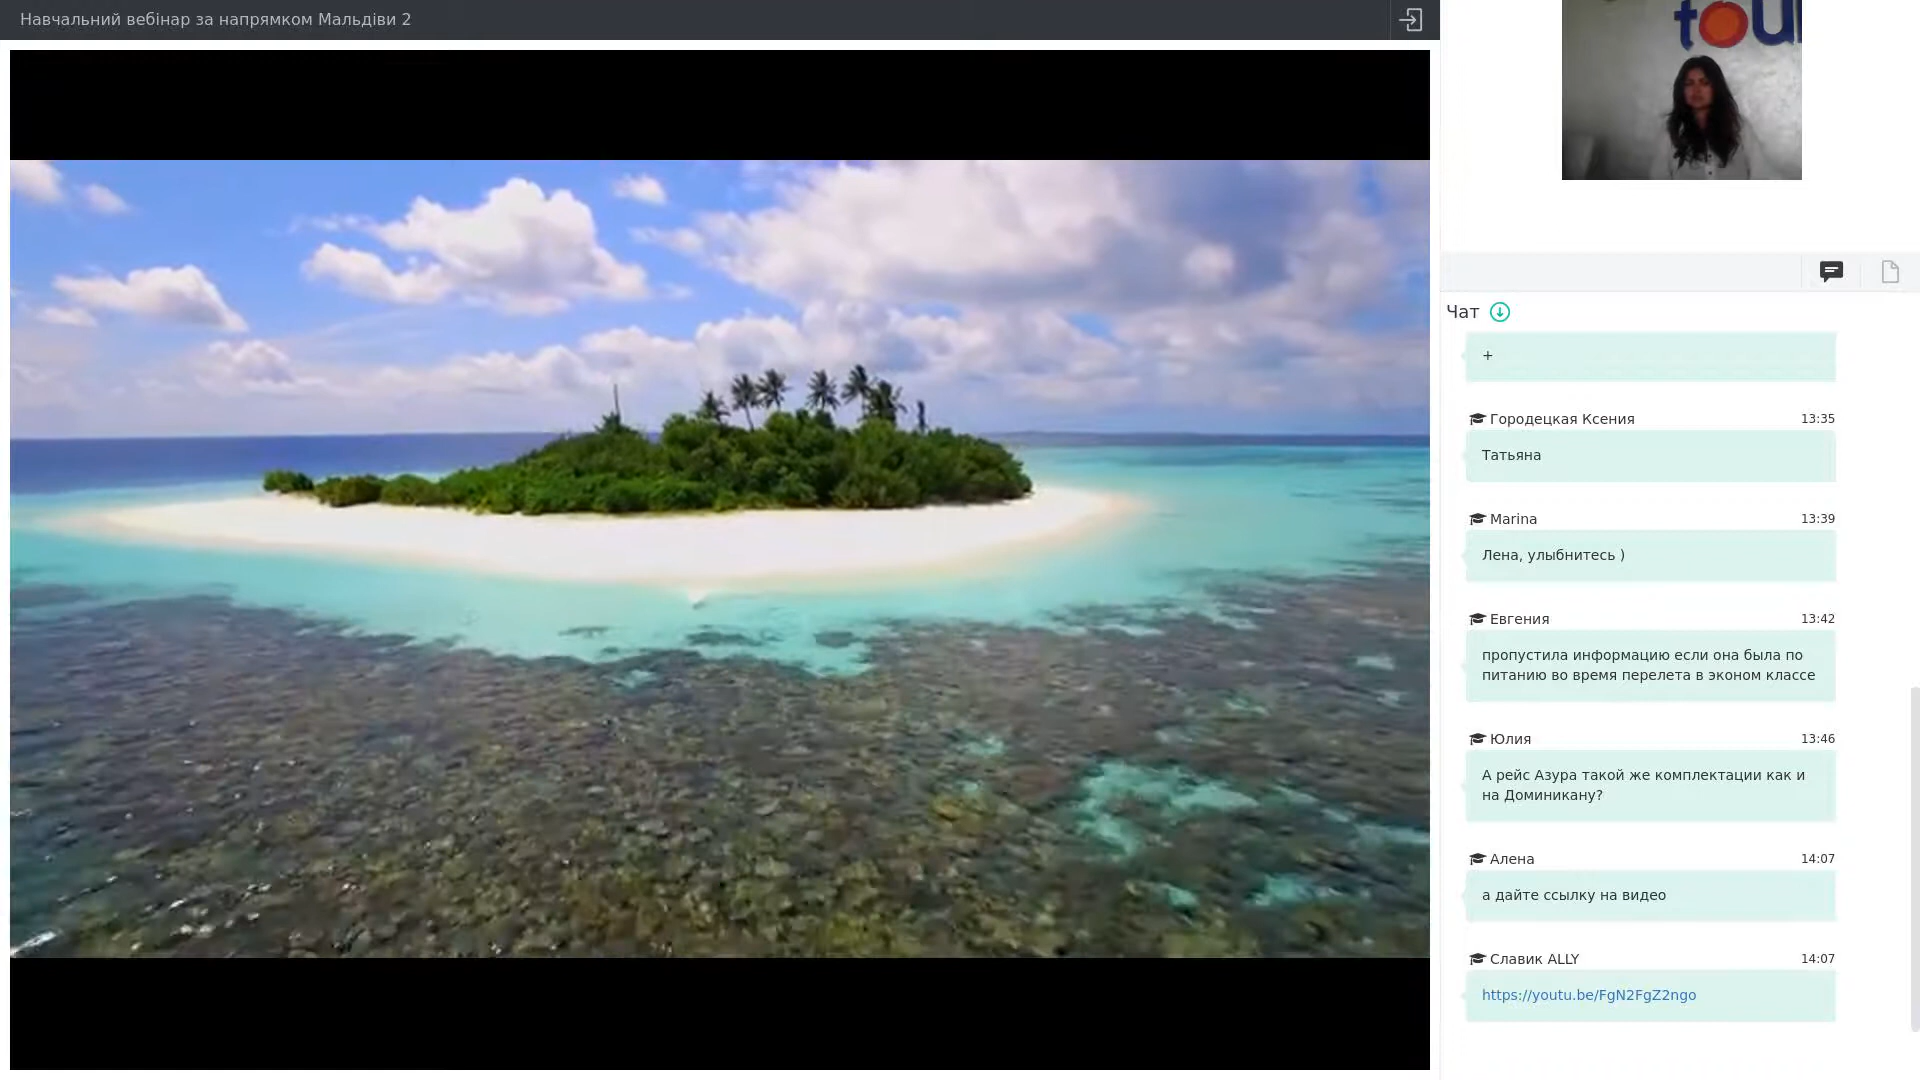 Навчальний вебінар за напрямком Мальдіви 2
tou
Чат
+
Городецкая Ксения 13:35
Татьяна
Marina 13:39
Лена, улыбнитесь )
Евгения 13:42
пропустила информацию если она была по
питанию во время перелета в эконом классе
Юлия 13:46
А рейс Азура такой же комплектации как и
на Доминикану?
Алена 14:07
а дайте ссылку на видео
Славик ALLY 14:07
https://youtu.be/FgN2FgZ2ngo